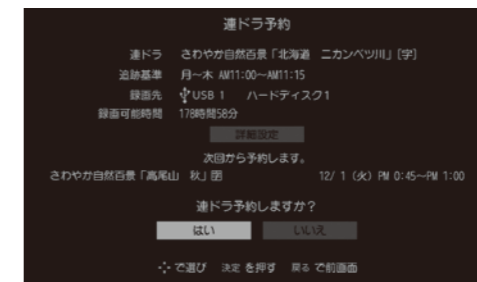 連ドラ予約
連ドラ さわやか自然百景「北海道 ニカンベツ川」[字]
追跡基準 月〜木 AM11:00〜AM11:15
録画先 USB 1 ハードディスク1
録画可能時間 178時間58分
詳細設定
次回から予約します。
さわやか自然百景「高尾山 秋」 12/ 1 (火) PM 0:45〜PM 1:00
連ドラ予約しますか?
はい いいえ
で選び 決定 を押す 戻る で前画面